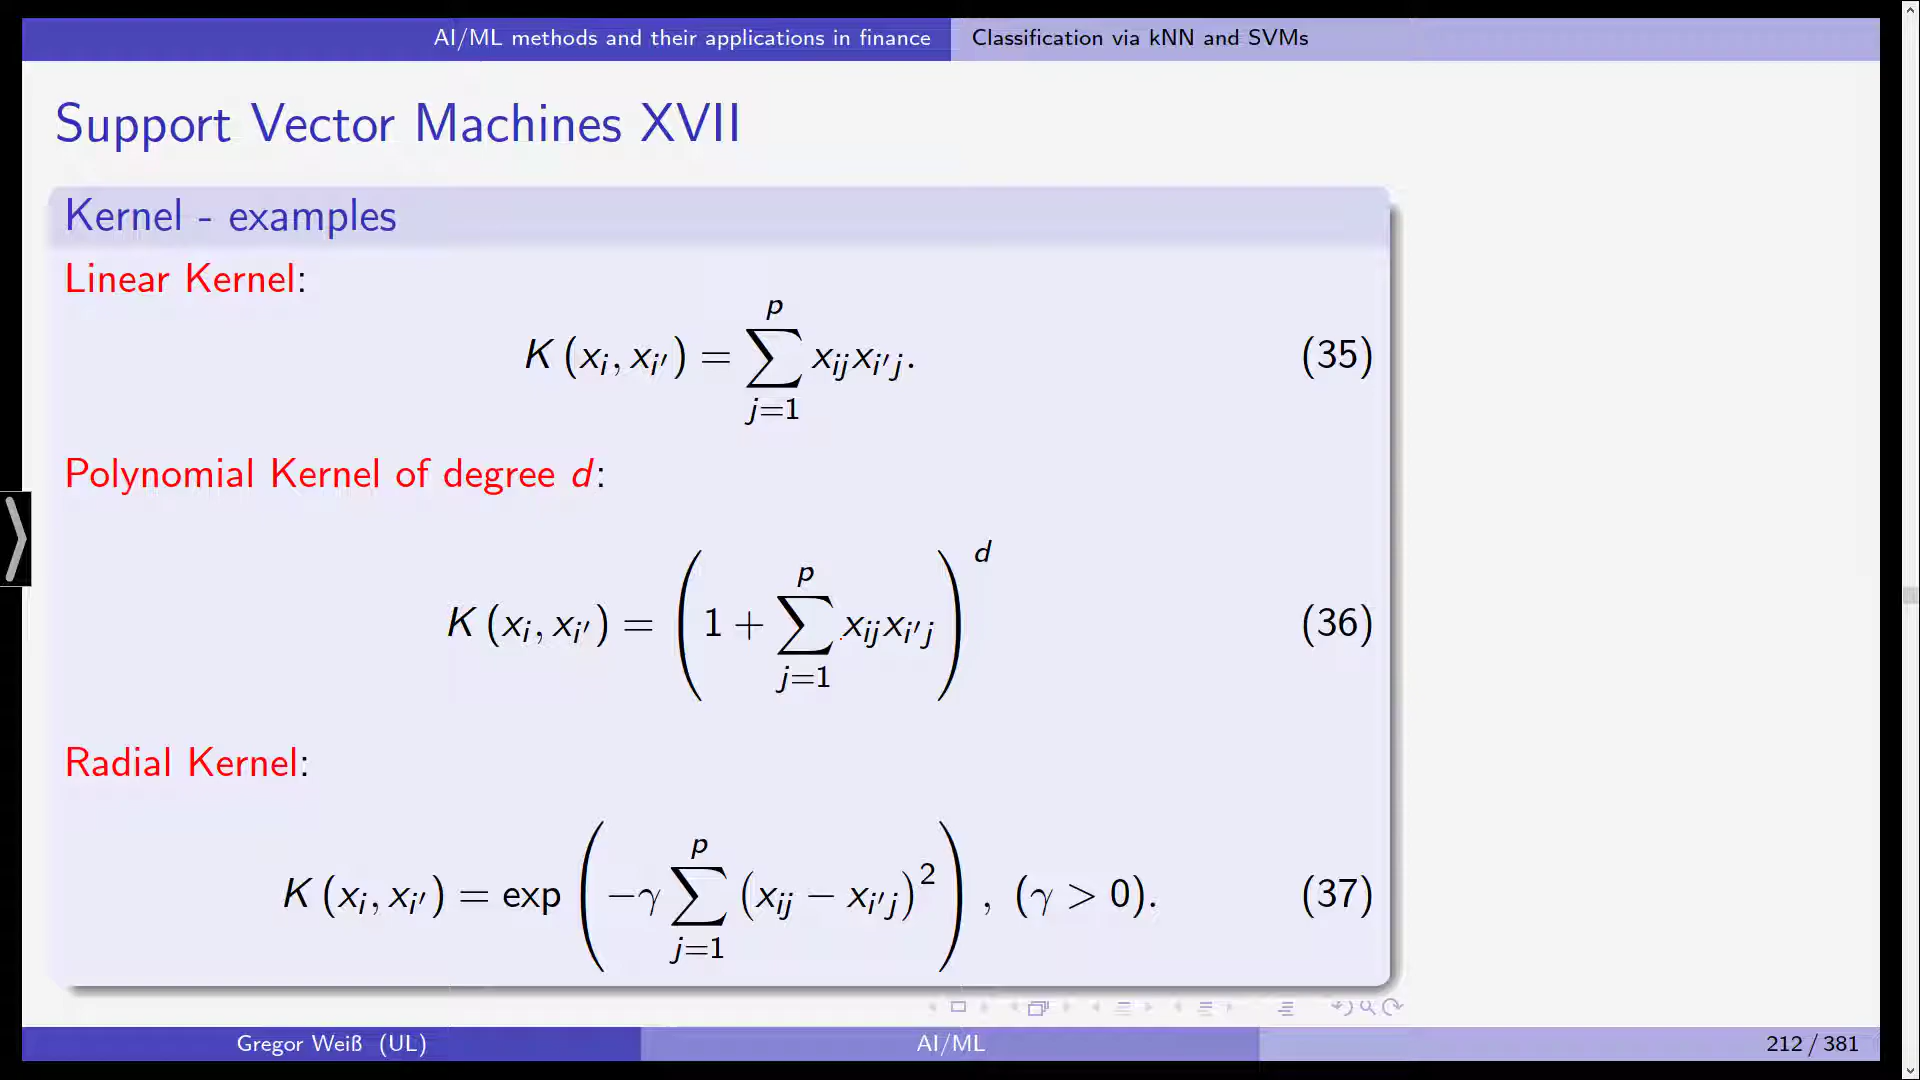 AI/ML methods and their applications in finance Classification via kNN and SVMs
Support Vector Machines XVII
Kernel - examples
Linear Kernel:
K (x_i, x_{i'}) = \sum_{j=1}^{p} x_{ij} x_{i'j}. (35)
Polynomial Kernel of degree d:
K (x_i, x_{i'}) = \left( 1 + \sum_{j=1}^{p} x_{ij} x_{i'j} \right)^d (36)
Radial Kernel:
K (x_i, x_{i'}) = exp \left( -γ \sum_{j=1}^{p} (x_{ij} - x_{i'j})^2 \right), (γ > 0). (37)
Gregor Weiß (UL) AI/ML 212 / 381